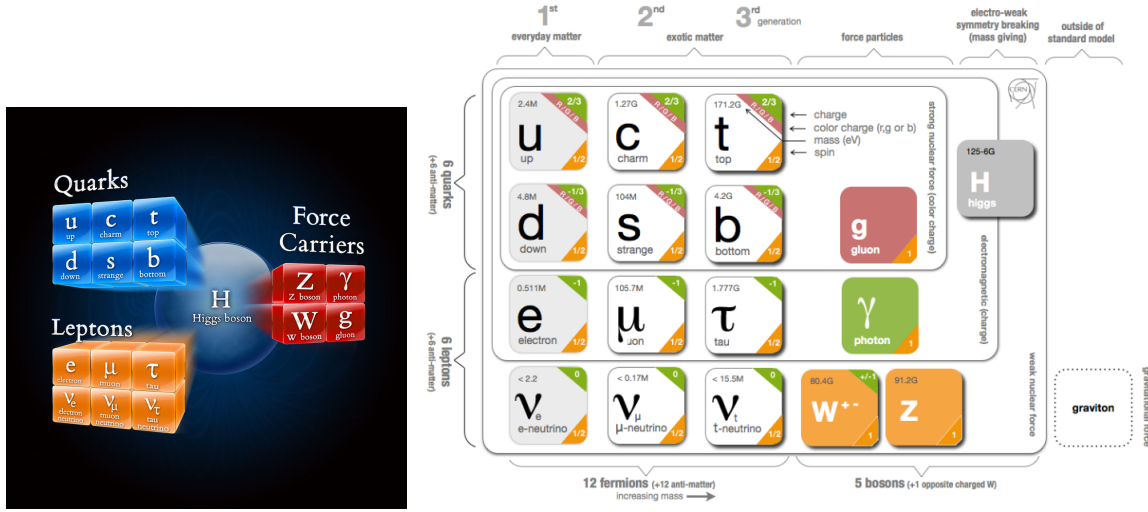 Quarks
u
up
c
charm
t
top
d
down
s
strange
b
bottom
Force
Carriers
Z
Z boson
γ
photon
W
W boson
g
gluon
H
Higgs boson
Leptons
e
electron
μ
muon
τ
tau
νe
electron
neutrino
νμ
muon
neutrino
ντ
tau
neutrino
1st
everyday matter
2nd
exotic matter
3rd
generation
force particles
electro-weak
symmetry breaking
(mass giving)
outside of
standard model
6 quarks
(+6 anti-matter)
2.4M
2/3
R/G/B
u
up
1/2
1.27G
2/3
R/G/B
c
charm
1/2
171.2G
2/3
R/G/B
t
top
1/2
charge
color charge (r,g or b)
mass (eV)
spin
strong nuclear force (color charge)
CERN
125-6G
H
higgs
4.8M
-1/3
R/G/B
d
down
1/2
104M
-1/3
R/G/B
s
strange
1/2
4.2G
-1/3
R/G/B
b
bottom
1/2
g
gluon
1
electromagnetic (charge)
6 leptons
(+6 anti-matter)
0.511M
-1
e
electron
1/2
105.7M
-1
μ
uon
1/2
1.777G
-1
τ
tau
1/2
γ
photon
1
weak nuclear force
< 2.2
0
νe
e-neutrino
1/2
< 0.17M
0
νμ
μ-neutrino
1/2
< 15.5M
0
νt
t-neutrino
1/2
80.4G
+/-1
W+-
1
91.2G
Z
1
graviton
gravitational force
12 fermions (+12 anti-matter)
increasing mass
5 bosons (+1 opposite charged W)